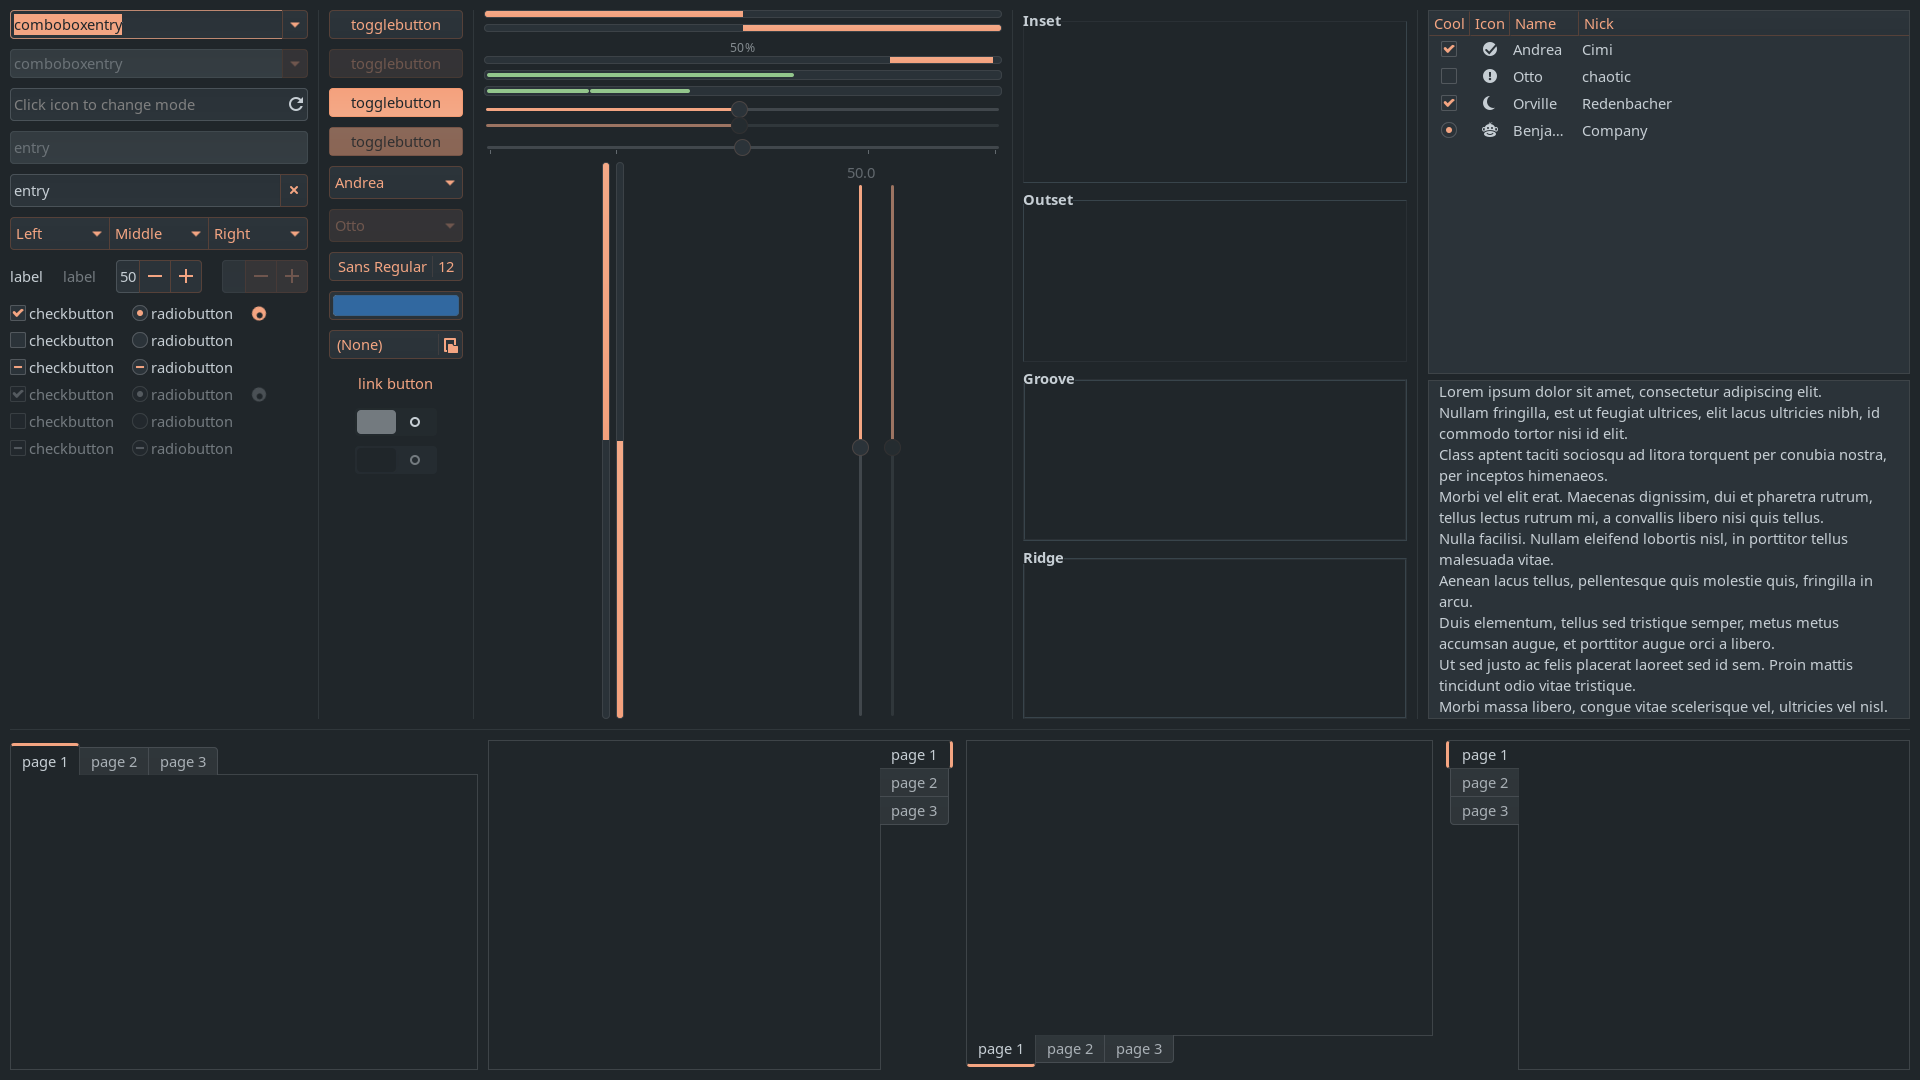 comboboxentry
comboboxentry
Click icon to change mode
entry
entry
Left Middle Right
label label 50
checkbutton radiobutton
checkbutton radiobutton
checkbutton radiobutton
checkbutton radiobutton
checkbutton radiobutton
checkbutton radiobutton
togglebutton
togglebutton
togglebutton
togglebutton
Andrea
Otto
Sans Regular 12
(None)
link button
50%
50.0
Inset
Outset
Groove
Ridge
Cool Icon Name Nick
Andrea Cimi
Otto chaotic
Orville Redenbacher
Benja... Company
Lorem ipsum dolor sit amet, consectetur adipiscing elit.
Nullam fringilla, est ut feugiat ultrices, elit lacus ultricies nibh, id
commodo tortor nisi id elit.
Class aptent taciti sociosqu ad litora torquent per conubia nostra,
per inceptos himenaeos.
Morbi vel elit erat. Maecenas dignissim, dui et pharetra rutrum,
tellus lectus rutrum mi, a convallis libero nisi quis tellus.
Nulla facilisi. Nullam eleifend lobortis nisl, in porttitor tellus
malesuada vitae.
Aenean lacus tellus, pellentesque quis molestie quis, fringilla in
arcu.
Duis elementum, tellus sed tristique semper, metus metus
accumsan augue, et porttitor augue orci a libero.
Ut sed justo ac felis placerat laoreet sed id sem. Proin mattis
tincidunt odio vitae tristique.
Morbi massa libero, congue vitae scelerisque vel, ultricies vel nisl.
page 1 page 2 page 3
page 1
page 2
page 3
page 1 page 2 page 3
page 1
page 2
page 3